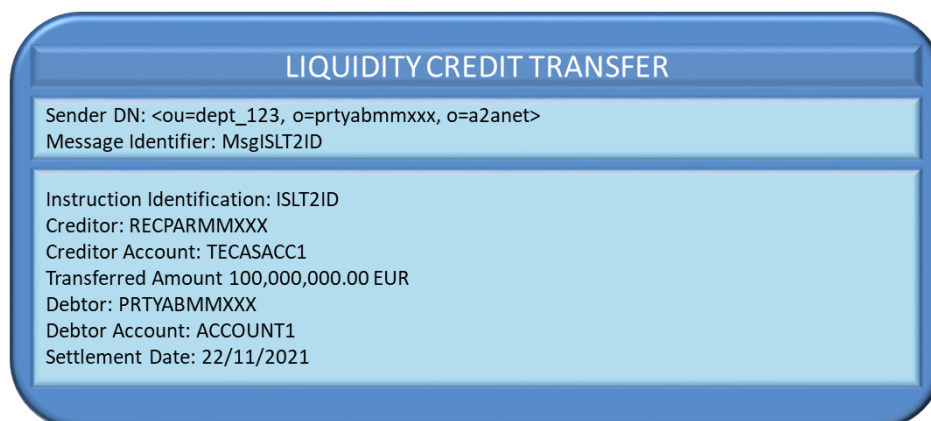 LIQUIDITY CREDIT TRANSFER
Sender DN: <ou=dept_123, o=prtyabmmxxx, o=a2anet>
Message Identifier: MsgISLT2ID
Instruction Identification: ISLT2ID
Creditor: RECPARMMXXX
Creditor Account: TECASACC1
Transferred Amount 100,000,000.00 EUR
Debtor: PRTYABMMXXX
Debtor Account: ACCOUNT1
Settlement Date: 22/11/2021